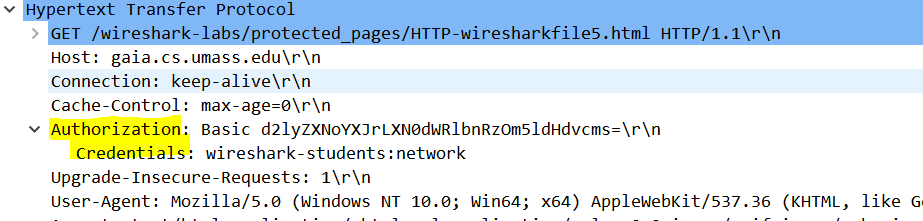 Hypertext Transfer Protocol
GET /wireshark-labs/protected_pages/HTTP-wiresharkfile5.html HTTP/1.1\r\n
Host: gaia.cs.umass.edu\r\n
Connection: keep-alive\r\n
Cache-Control: max-age=0\r\n
Authorization: Basic d2lyZXNoYXJrLXN0dWRlbnRzOm5ldHdvcms=\r\n
Credentials: wireshark-students:network
Upgrade-Insecure-Requests: 1\r\n
User-Agent: Mozilla/5.0 (Windows NT 10.0; Win64; x64) AppleWebKit/537.36 (KHTML, like G